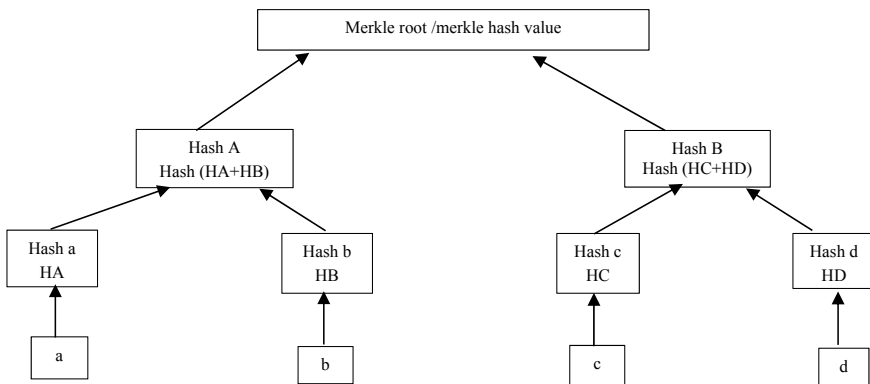 Merkle root /merkle hash value
Hash A
Hash (HA+HB)
Hash B
Hash (HC+HD)
Hash a
HA
Hash b
HB
Hash c
HC
Hash d
HD
a
b
c
d